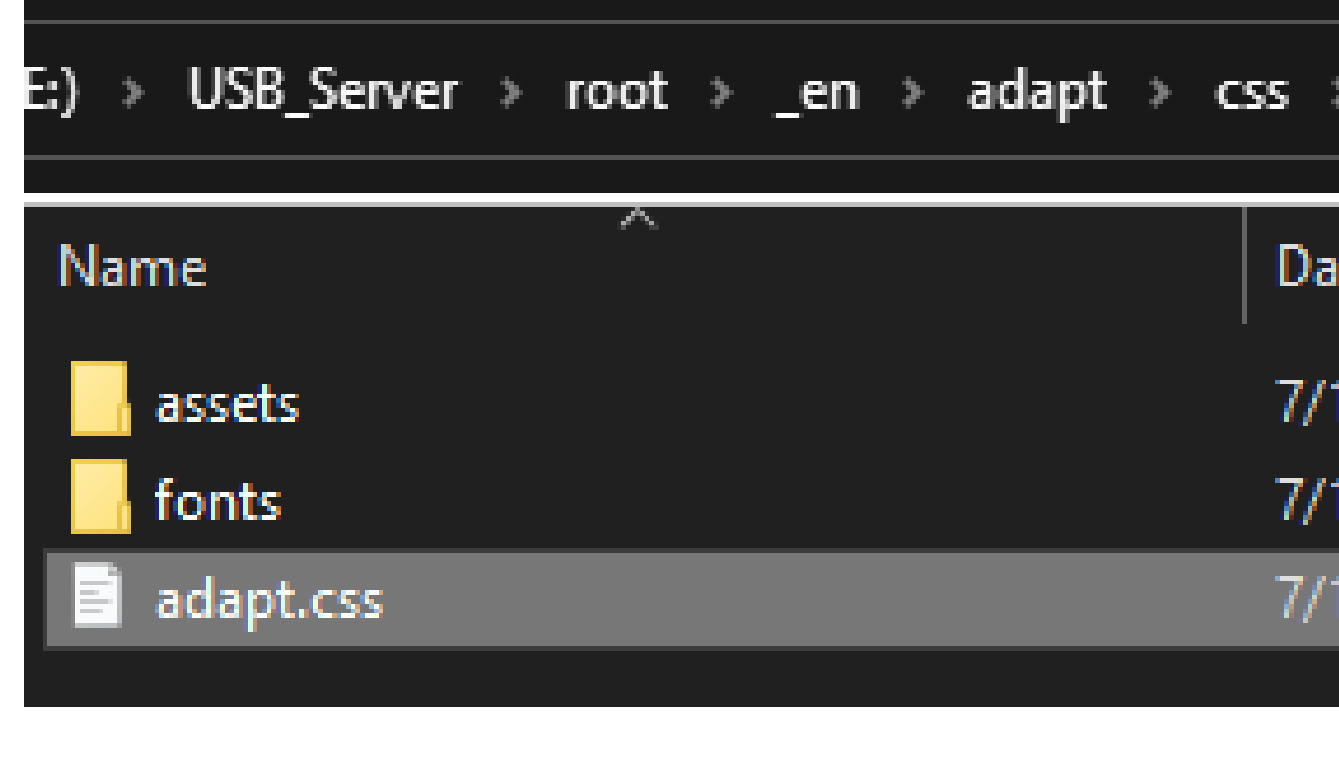 E:) > USB_Server > root > _en > adapt > css >
Name Da
assets 7/1
fonts 7/1
adapt.css 7/1